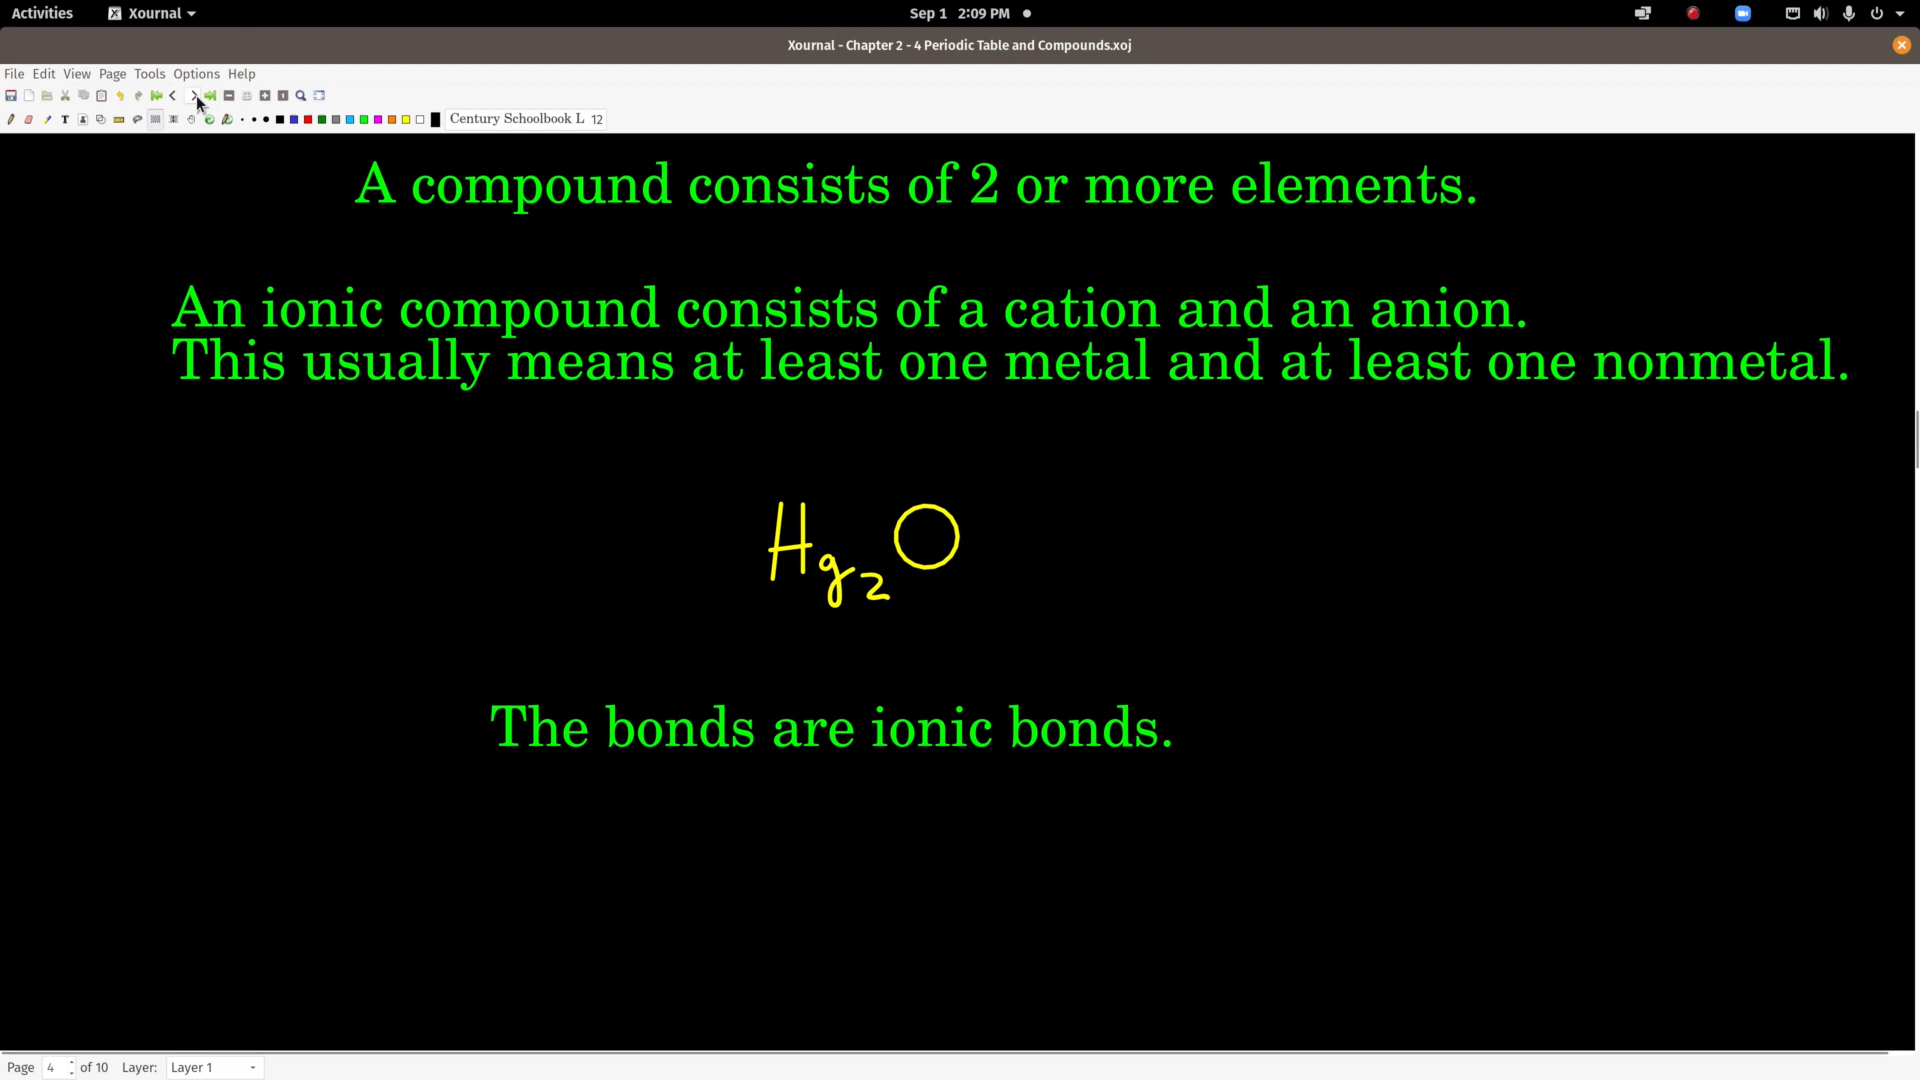 Activities Xournal Sep 1 2:09 PM
Xournal - Chapter 2 - 4 Periodic Table and Compounds.xoj
File Edit View Page Tools Options Help
Century Schoolbook L 12
A compound consists of 2 or more elements.
An ionic compound consists of a cation and an anion.
This usually means at least one metal and at least one nonmetal.
Hg₂O
The bonds are ionic bonds.
Page 4 of 10 Layer: Layer 1